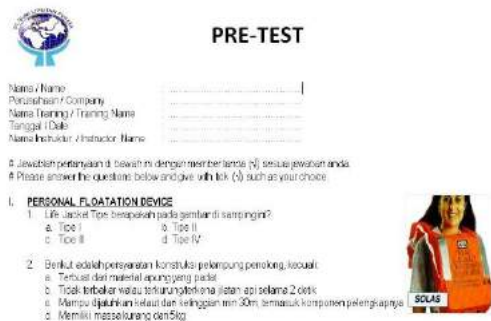 PRE-TEST
Nama / Name
Perusahaan / Company
Nama Training / Training Name
Tanggal / Date
Nama Instruktur / Instructor Name
# Jawablah pertanyaan di bawah ini dengan member tanda (√) sesuai jawaban anda.
# Please answer the questions below and give with tick (√) such as your choice
I. PERSONAL FLOATATION DEVICE
1. Life Jacket Tipe berapakah pada gambar di samping ini?
a. Tipe I b. Tipe II
c. Tipe III d. Tipe IV
2. Berikut adalah persyaratan konstruksi pelampung penolong, kecuali:
a. Terbuat dari material apung yang padat
b. Tidak terbakar walau terkurung/terkena jilatan api selama 2 detik
c. Mampu dijatuhkan kelaut dari ketinggian min 30m, termasuk komponen pelengkapnya
d. Memiliki massa kurang dari 5kg
SOLAS